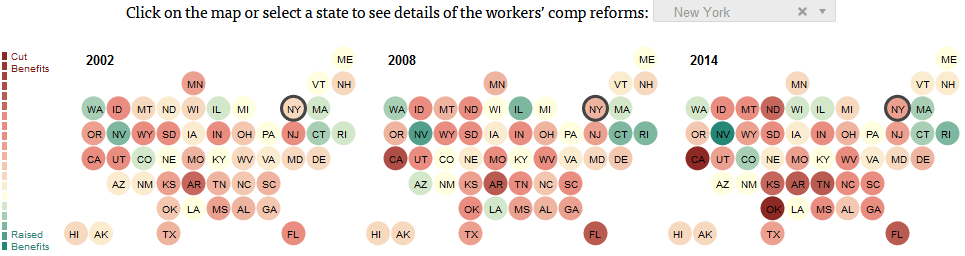 Click on the map or select a state to see details of the workers' comp reforms: New York × ▼
Cut
Benefits
Raised
Benefits
2002
ME
MN VT NH
WA ID MT ND WI IL MI NY MA
OR NV WY SD IA IN OH PA NJ CT RI
CA UT CO NE MO KY WV VA MD DE
AZ NM KS AR TN NC SC
OK LA MS AL GA
HI AK TX FL
2008
ME
MN VT NH
WA ID MT ND WI IL MI NY MA
OR NV WY SD IA IN OH PA NJ CT RI
CA UT CO NE MO KY WV VA MD DE
AZ NM KS AR TN NC SC
OK LA MS AL GA
HI AK TX FL
2014
ME
MN VT NH
WA ID MT ND WI IL MI NY MA
OR NV WY SD IA IN OH PA NJ CT RI
CA UT CO NE MO KY WV VA MD DE
AZ NM KS AR TN NC SC
OK LA MS AL GA
HI AK TX FL